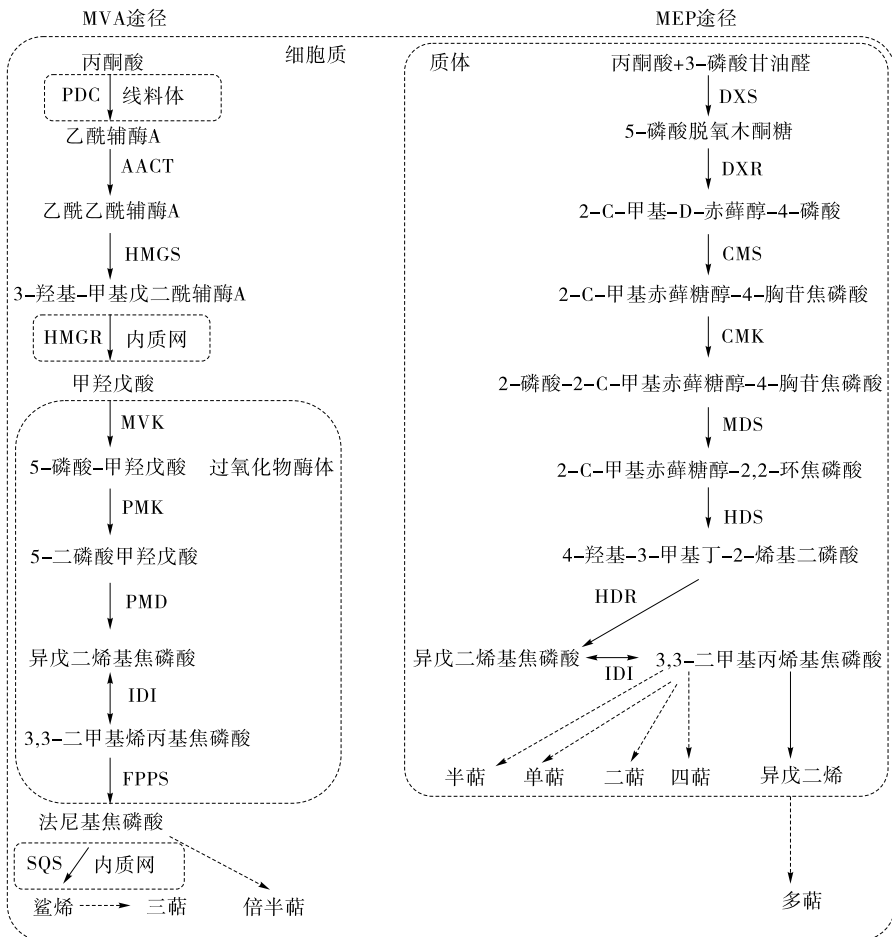 MVA途径
MEP途径
细胞质
丙酮酸
PDC 线料体
乙酰辅酶A
AACT
乙酰乙酰辅酶A
HMGS
3-羟基-甲基戊二酰辅酶A
HMGR 内质网
甲羟戊酸
MVK
5-磷酸-甲羟戊酸 过氧化物酶体
PMK
5-二磷酸甲羟戊酸
PMD
异戊二烯基焦磷酸
IDI
3,3-二甲基烯丙基焦磷酸
FPPS
法尼基焦磷酸
SQS 内质网
鲨烯 三萜 倍半萜
质体
丙酮酸+3-磷酸甘油醛
DXS
5-磷酸脱氧木酮糖
DXR
2-C-甲基-D-赤藓醇-4-磷酸
CMS
2-C-甲基赤藓糖醇-4-胞苷焦磷酸
CMK
2-磷酸-2-C-甲基赤藓糖醇-4-胞苷焦磷酸
MDS
2-C-甲基赤藓糖醇-2,2-环焦磷酸
HDS
4-羟基-3-甲基丁-2-烯基二磷酸
HDR
异戊二烯基焦磷酸 IDI 3,3-二甲基丙烯基焦磷酸
半萜 单萜 二萜 四萜 异戊二烯
多萜